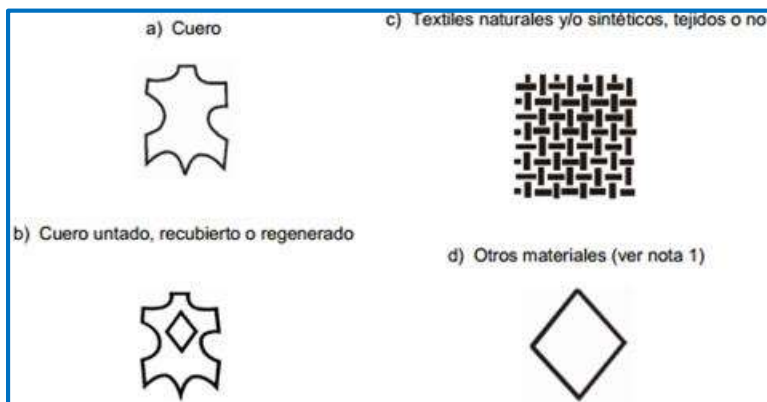 a) Cuero
c) Textiles naturales y/o sintéticos, tejidos o no
b) Cuero untado, recubierto o regenerado
d) Otros materiales (ver nota 1)